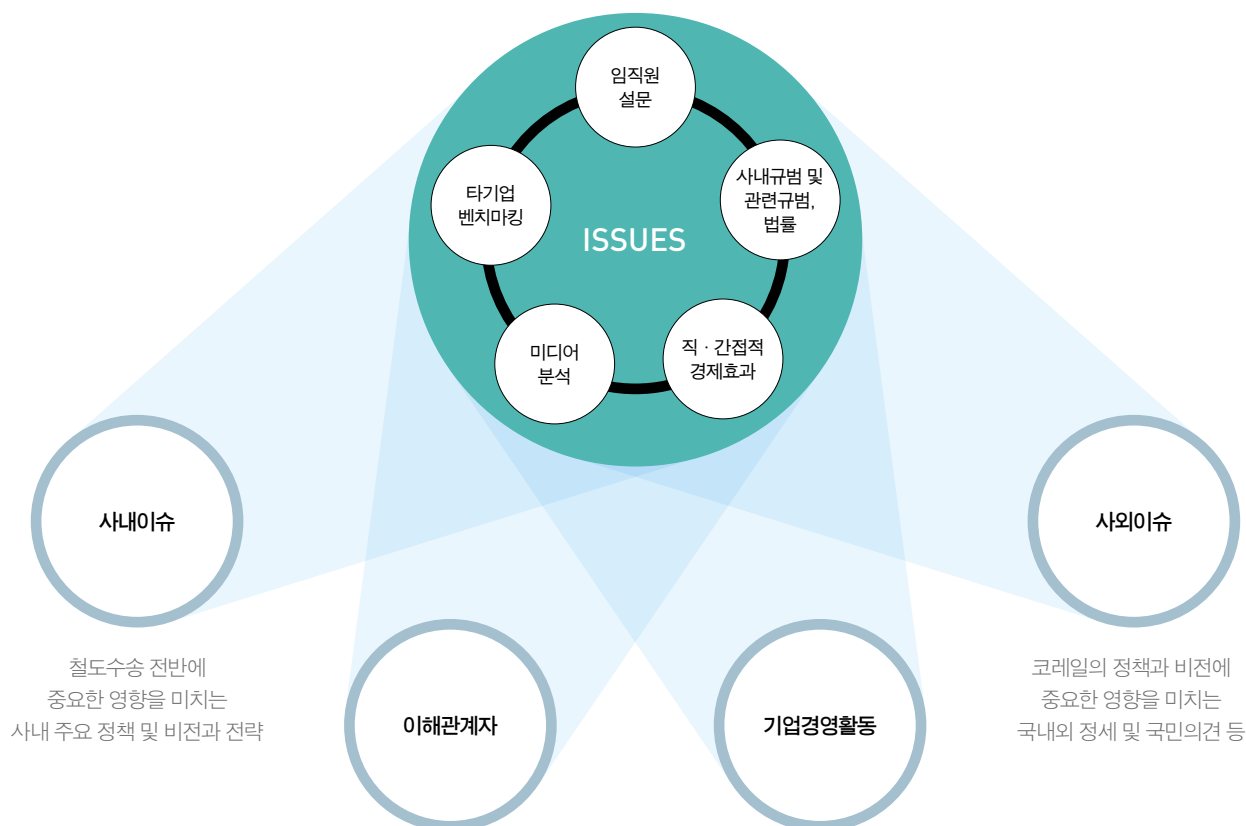 임직원
설문
타기업
벤치마킹
사내규범 및
관련규범,
법률
ISSUES
미디어
분석
직 · 간접적
경제효과
사내이슈
사외이슈
철도수송 전반에
중요한 영향을 미치는
사내 주요 정책 및 비전과 전략
코레일의 정책과 비전에
중요한 영향을 미치는
국내외 정세 및 국민의견 등
이해관계자
기업경영활동